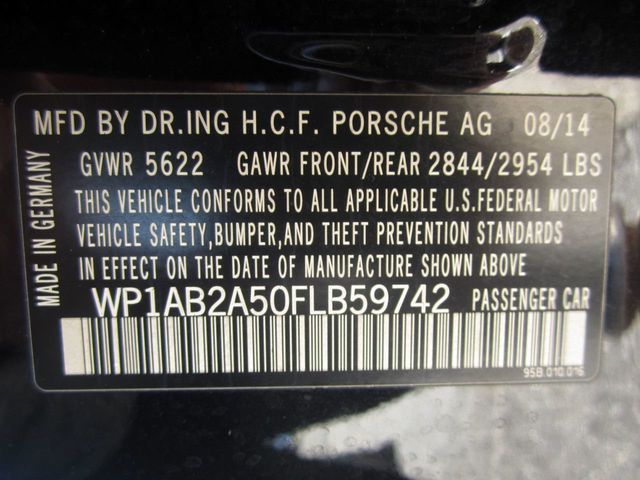 MFD BY DR.ING H.C.F. PORSCHE AG 08/14
GVWR 5622 GAWR FRONT/REAR 2844/2954 LBS
THIS VEHICLE CONFORMS TO ALL APPLICABLE U.S.FEDERAL MOTOR
VEHICLE SAFETY,BUMPER,AND THEFT PREVENTION STANDARDS
IN EFFECT ON THE DATE OF MANUFACTURE SHOWN ABOVE
WP1AB2A50FLB59742 PASSENGER CAR
MADE IN GERMANY
95B.010.016